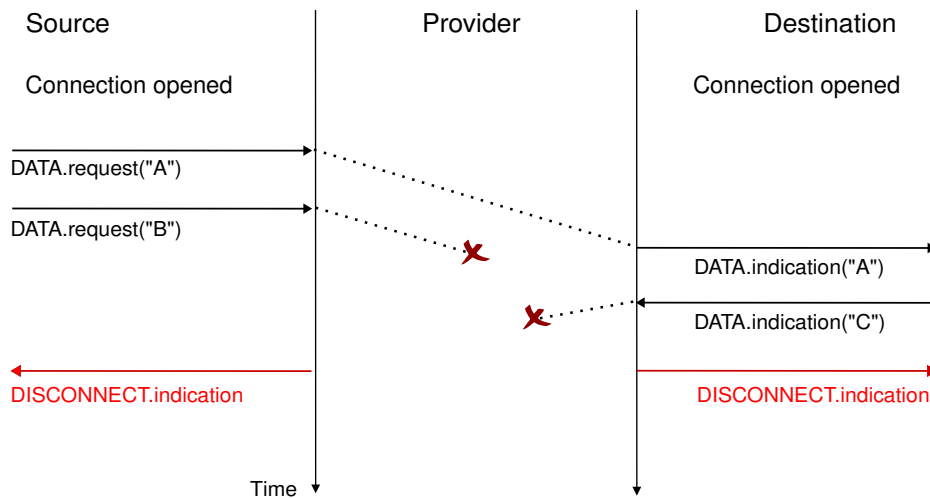 Source
Provider
Destination
Connection opened
Connection opened
DATA.request("A")
DATA.request("B")
DATA.indication("A")
DATA.indication("C")
DISCONNECT.indication
DISCONNECT.indication
Time